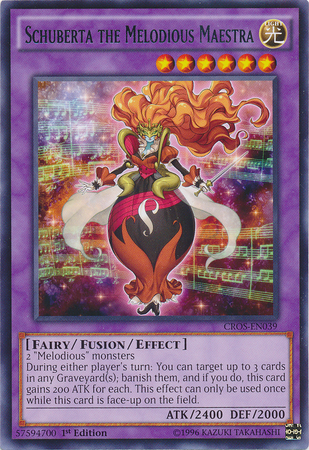 SCHUBERTA THE MELODIOUS MAESTRA
LIGHT
光
CROS-EN039
[FAIRY/ FUSION/ EFFECT]
2 "Melodious" monsters
During either player's turn: You can target up to 3 cards
in any Graveyard(s); banish them, and if you do, this card
gains 200 ATK for each. This effect can only be used once
while this card is face-up on the field.
ATK/2400 DEF/2000
57594700 1st Edition ©1996 KAZUKI TAKAHASHI